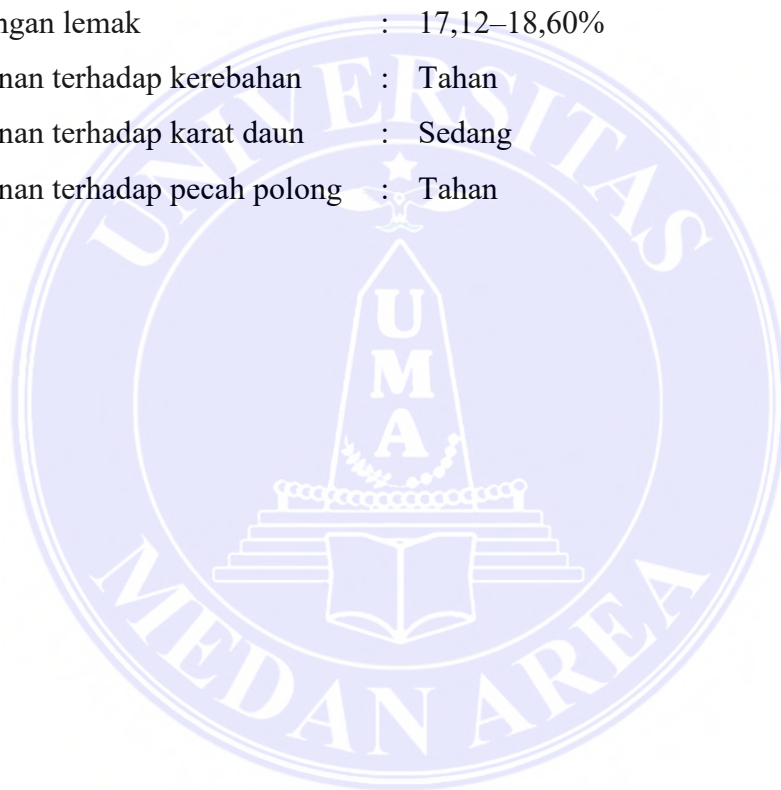 ngan lemak : 17,12–18,60%
nan terhadap kerebahan : Tahan
nan terhadap karat daun : Sedang
nan terhadap pecah polong : Tahan
UNIVERSITAS
U
M
A
MEDAN AREA